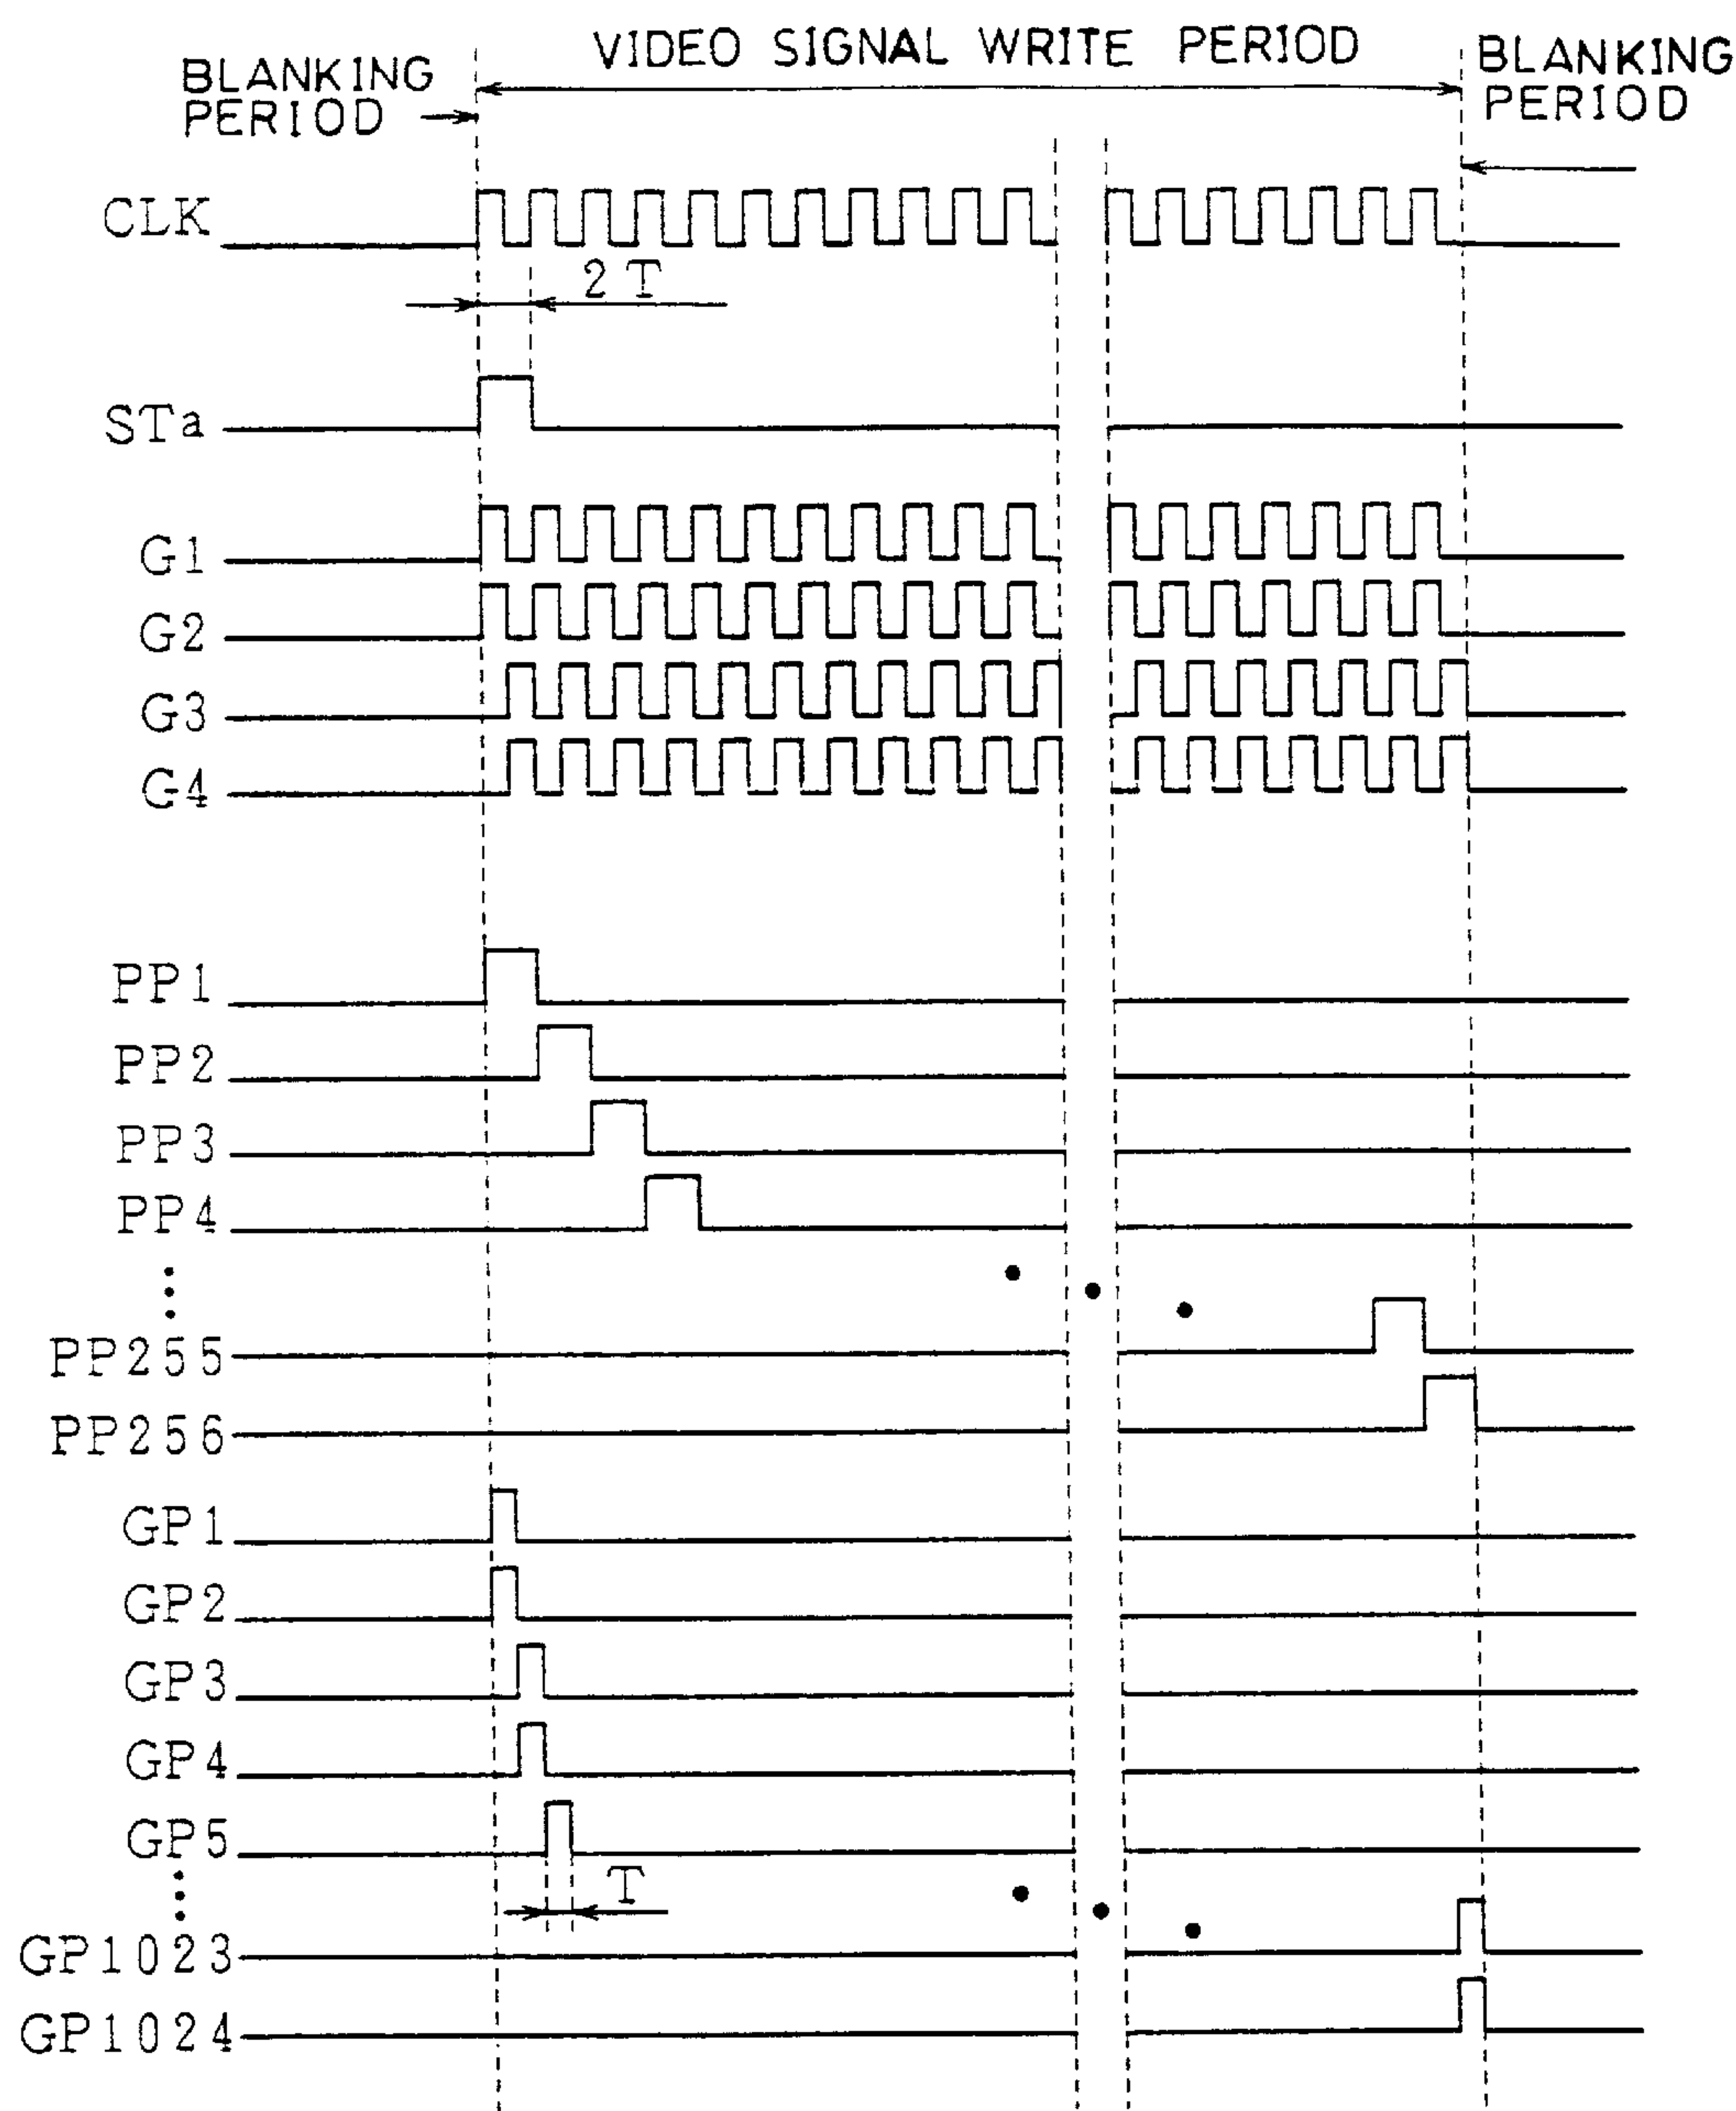 VIDEO SIGNAL WRITE PERIOD
BLANKING
PERIOD
BLANKING
PERIOD
CLK
2T
STa
G1
G2
G3
G4
PP1
PP2
PP3
PP4
PP255
PP256
GP1
GP2
GP3
GP4
GP5
T
GP1023
GP1024